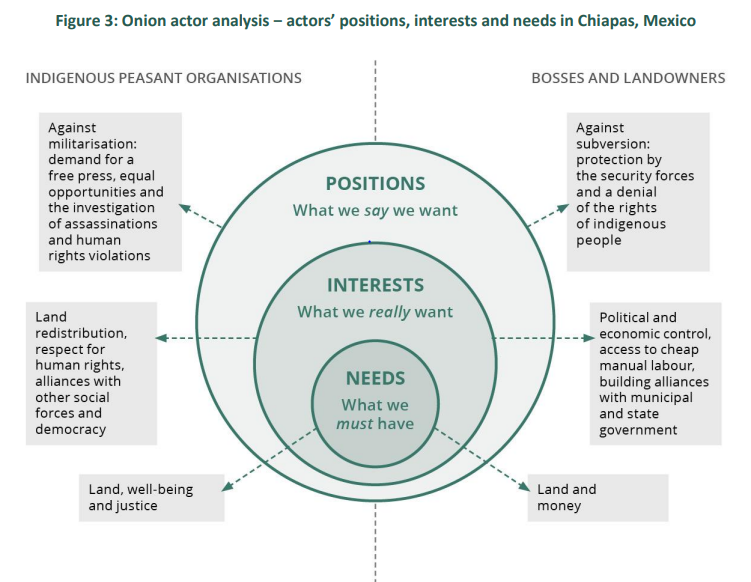 Figure 3: Onion actor analysis – actors’ positions, interests and needs in Chiapas, Mexico
INDIGENOUS PEASANT ORGANISATIONS
BOSSES AND LANDOWNERS
Against
militarisation:
demand for a
free press, equal
opportunities and
the investigation
of assassinations
and human
rights violations
POSITIONS
What we say we want
Against
subversion:
protection by
the security forces
and a denial
of the rights
of indigenous
people
Land
redistribution,
respect for
human rights,
alliances with
other social
forces and
democracy
INTERESTS
What we really want
Political and
economic control,
access to cheap
manual labour,
building alliances
with municipal
and state
government
NEEDS
What we
must have
Land, well-being
and justice
Land and
money